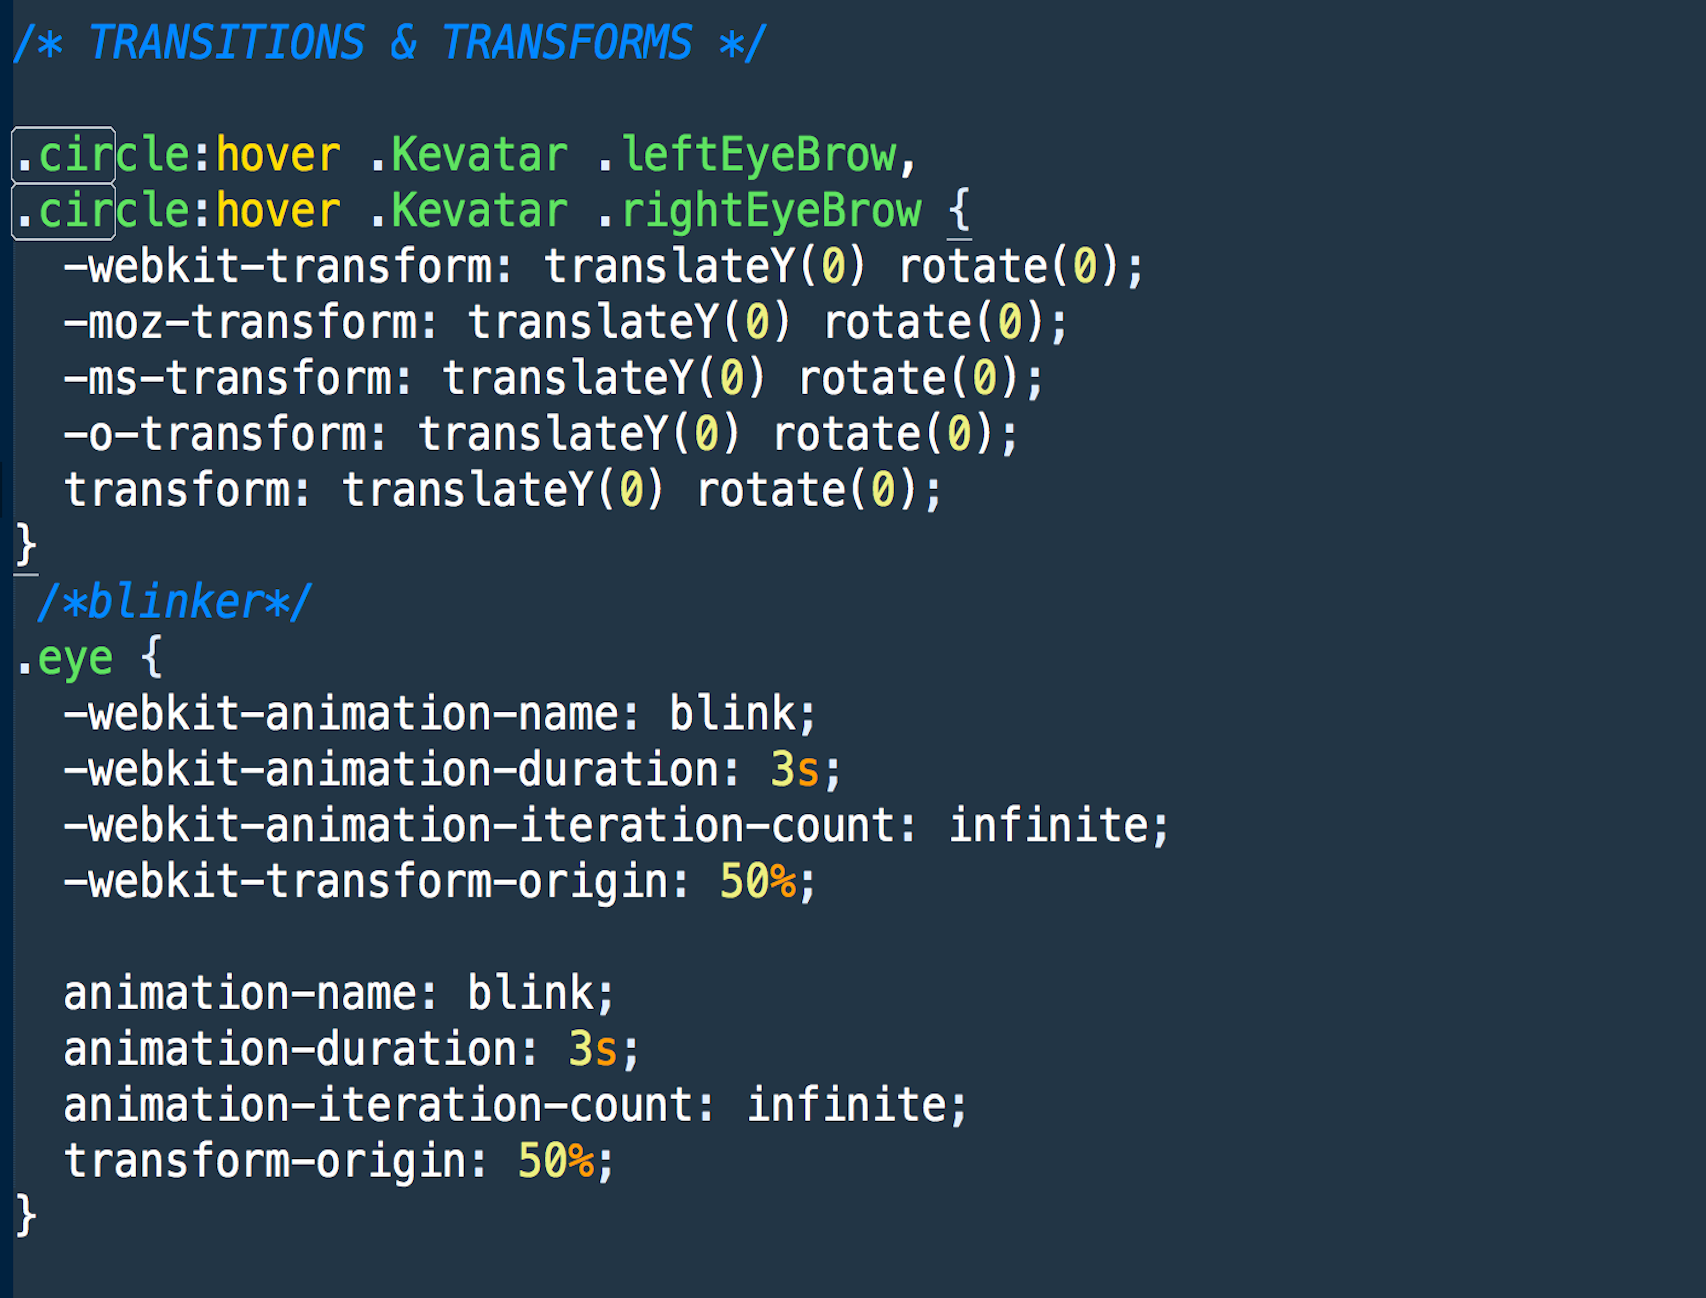 /* TRANSITIONS & TRANSFORMS */
.circle:hover .Kevatar .leftEyeBrow,
.circle:hover .Kevatar .rightEyeBrow {
-webkit-transform: translateY(0) rotate(0);
-moz-transform: translateY(0) rotate(0);
-ms-transform: translateY(0) rotate(0);
-o-transform: translateY(0) rotate(0);
transform: translateY(0) rotate(0);
}
/*blinker*/
.eye {
-webkit-animation-name: blink;
-webkit-animation-duration: 3s;
-webkit-animation-iteration-count: infinite;
-webkit-transform-origin: 50%;
animation-name: blink;
animation-duration: 3s;
animation-iteration-count: infinite;
transform-origin: 50%;
}